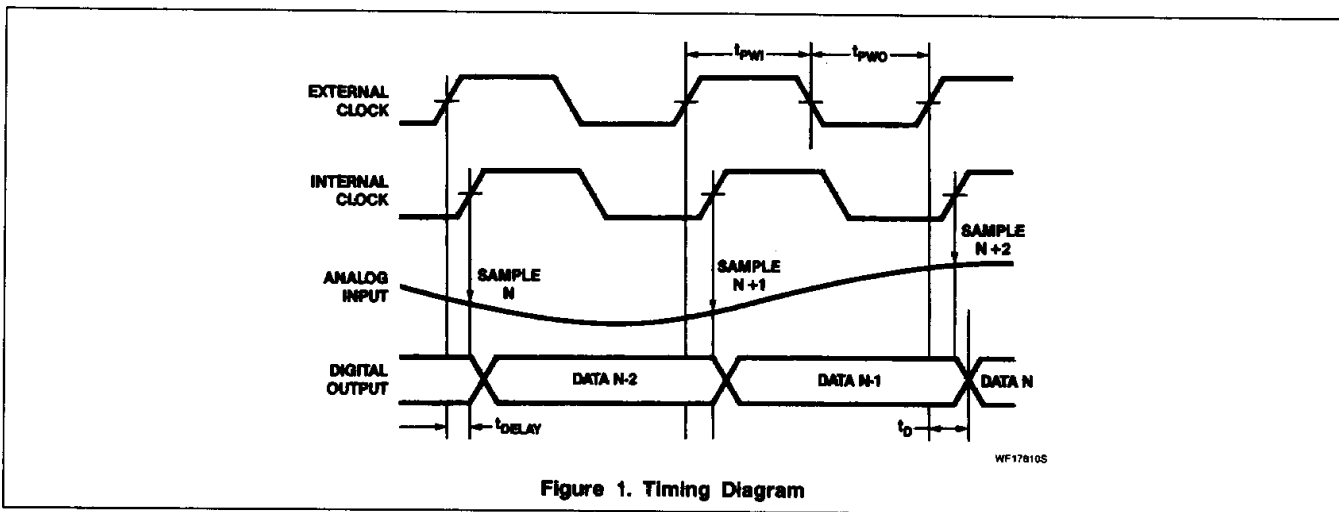 tPWI
tPWO
EXTERNAL
CLOCK
INTERNAL
CLOCK
SAMPLE
N +2
ANALOG
INPUT
SAMPLE
N
SAMPLE
N +1
DIGITAL
OUTPUT
DATA N-2
DATA N-1
DATA N
tDELAY
tD
WF17610S
Figure 1. Timing Diagram